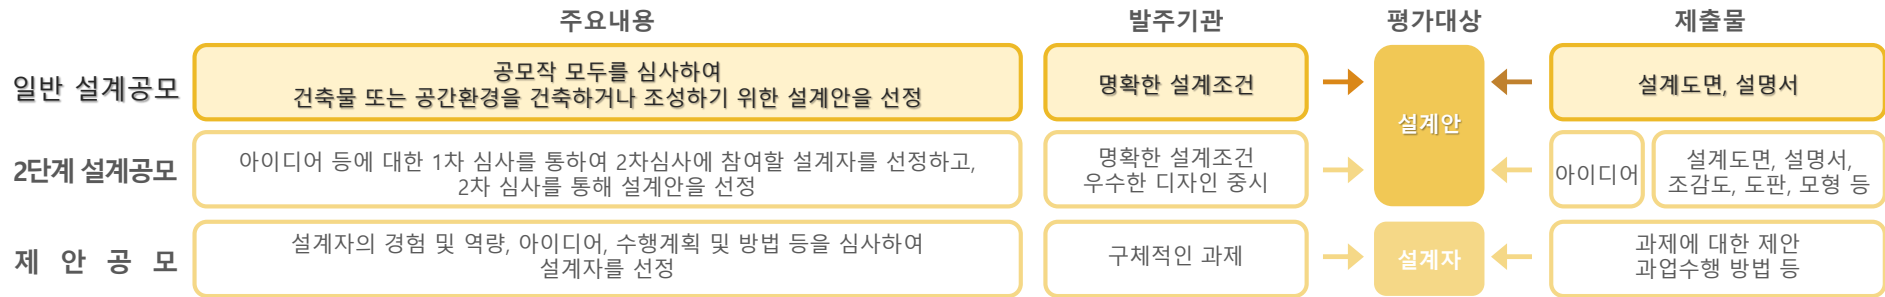 주요내용 발주기관 평가대상 제출물
일반 설계공모
공모작 모두를 심사하여
건축물 또는 공간환경을 건축하거나 조성하기 위한 설계안을 선정
명확한 설계조건
설계안
설계도면, 설명서
2단계 설계공모
아이디어 등에 대한 1차 심사를 통하여 2차심사에 참여할 설계자를 선정하고,
2차 심사를 통해 설계안을 선정
명확한 설계조건
우수한 디자인 중시
아이디어
설계도면, 설명서,
조감도, 도판, 모형 등
제 안 공 모
설계자의 경험 및 역량, 아이디어, 수행계획 및 방법 등을 심사하여
설계자를 선정
구체적인 과제
설계자
과제에 대한 제안
과업수행 방법 등